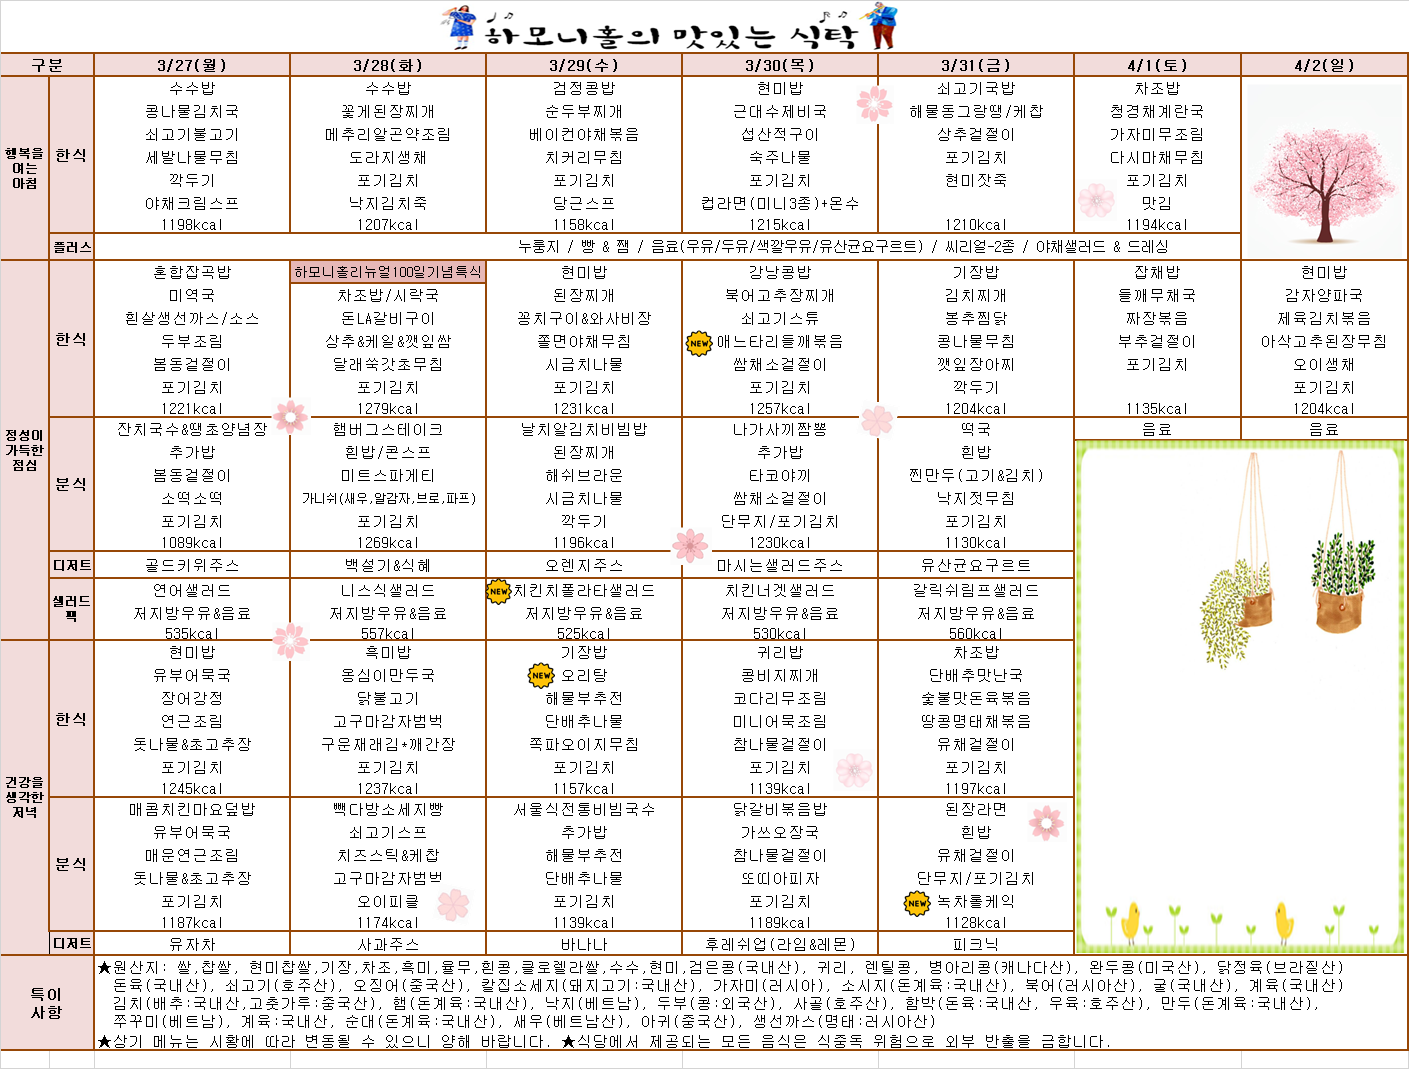 하모니홀의 맛있는 식탁
구분 3/27(월) 3/28(화) 3/29(수) 3/30(목) 3/31(금) 4/1(토) 4/2(일)
행복을 여는 아침
한식
수수밥 수수밥 검정콩밥 현미밥 쇠고기국밥 차조밥
콩나물김치국 꽃게된장찌개 순두부찌개 근대수제비국 해물동그랑땡/케찹 청경채계란국
쇠고기불고기 메추리알곤약조림 베이컨야채볶음 섭산적구이 상추겉절이 가자미무조림
세발나물무침 도라지생채 치커리무침 숙주나물 포기김치 다시마채무침
깍두기 포기김치 포기김치 포기김치 현미잣죽 포기김치
야채크림스프 낙지김치죽 당근스프 컵라면(미니3종)+온수 맛김
1198kcal 1207kcal 1158kcal 1215kcal 1210kcal 1194kcal
플러스 누룽지 / 빵 & 잼 / 음료(우유/두유/색깔우유/유산균요구르트) / 씨리얼-2종 / 야채샐러드 & 드레싱
정성이 가득한 점심
한식
혼합잡곡밥 하모니홀리뉴얼100일기념특식 현미밥 강낭콩밥 기장밥 잡채밥 현미밥
미역국 차조밥/시락국 된장찌개 북어고추장찌개 김치찌개 들깨무채국 감자양파국
흰살생선까스/소스 돈LA갈비구이 꽁치구이&와사비장 쇠고기스튜 봉추찜닭 짜장볶음 제육김치볶음
두부조림 상추&케일&깻잎쌈 쫄면야채무침 NEW 애느타리들깨볶음 콩나물무침 부추겉절이 아삭고추된장무침
봄동겉절이 달래쑥갓초무침 시금치나물 쌈채소겉절이 깻잎장아찌 포기김치 오이생채
포기김치 포기김치 포기김치 포기김치 깍두기 포기김치
1221kcal 1279kcal 1231kcal 1257kcal 1204kcal 1135kcal 1204kcal
분식
잔치국수&땡초양념장 햄버그스테이크 날치알김치비빔밥 나가사끼짬뽕 떡국 음료 음료
추가밥 흰밥/콘스프 된장찌개 추가밥 흰밥
봄동겉절이 미트스파게티 해쉬브라운 타코야끼 찐만두(고기&김치)
소떡소떡 가니쉬(새우,알감자,브로,파프) 시금치나물 쌈채소겉절이 낙지젓무침
포기김치 포기김치 깍두기 단무지/포기김치 포기김치
1089kcal 1269kcal 1196kcal 1230kcal 1130kcal
디저트 골드키위주스 백설기&식혜 오렌지주스 마시는샐러드주스 유산균요구르트
샐러드 팩
연어샐러드 니스식샐러드 NEW 치킨치폴라타샐러드 치킨너겟샐러드 갈릭쉬림프샐러드
저지방우유&음료 저지방우유&음료 저지방우유&음료 저지방우유&음료 저지방우유&음료
535kcal 557kcal 525kcal 530kcal 560kcal
건강을 생각한 저녁
한식
현미밥 흑미밥 기장밥 귀리밥 차조밥
유부어묵국 옹심이만두국 NEW 오리탕 콩비지찌개 단배추맛난국
장어강정 닭불고기 해물부추전 코다리무조림 숯불맛돈육볶음
연근조림 고구마감자범벅 단배추나물 미니어묵조림 땅콩명태채볶음
돗나물&초고추장 구운재래김*깨간장 쪽파오이지무침 참나물겉절이 유채겉절이
포기김치 포기김치 포기김치 포기김치 포기김치
1245kcal 1237kcal 1157kcal 1139kcal 1197kcal
분식
매콤치킨마요덮밥 빽다방소세지빵 서울식전통비빔국수 닭갈비볶음밥 된장라면
유부어묵국 쇠고기스프 추가밥 가쓰오장국 흰밥
매운연근조림 치즈스틱&케찹 해물부추전 참나물겉절이 유채겉절이
돗나물&초고추장 고구마감자범벅 단배추나물 또띠아피자 단무지/포기김치
포기김치 오이피클 포기김치 포기김치 NEW 녹차롤케익
1187kcal 1174kcal 1139kcal 1189kcal 1128kcal
디저트 유자차 사과주스 바나나 후레쉬업(라임&레몬) 피크닉
특이 사항
★원산지: 쌀,찹쌀, 현미찹쌀,기장,차조,흑미,율무,흰콩,클로렐라쌀,수수,현미,검은콩(국내산), 귀리, 렌틸콩, 병아리콩(캐나다산), 완두콩(미국산), 닭정육(브라질산)
돈육(국내산), 쇠고기(호주산), 오징어(중국산), 칼집소세지(돼지고기:국내산), 가자미(러시아), 소시지(돈계육:국내산), 북어(러시아산), 굴(국내산), 계육(국내산)
김치(배추:국내산,고춧가루:중국산), 햄(돈계육:국내산), 낙지(베트남), 두부(콩:외국산), 사골(호주산), 함박(돈육:국내산, 우육:호주산), 만두(돈계육:국내산),
쭈꾸미(베트남), 계육:국내산, 순대(돈계육:국내산), 새우(베트남산), 아귀(중국산), 생선까스(명태:러시아산)
★상기 메뉴는 시황에 따라 변동될 수 있으니 양해 바랍니다. ★식당에서 제공되는 모든 음식은 식중독 위험으로 외부 반출을 금합니다.